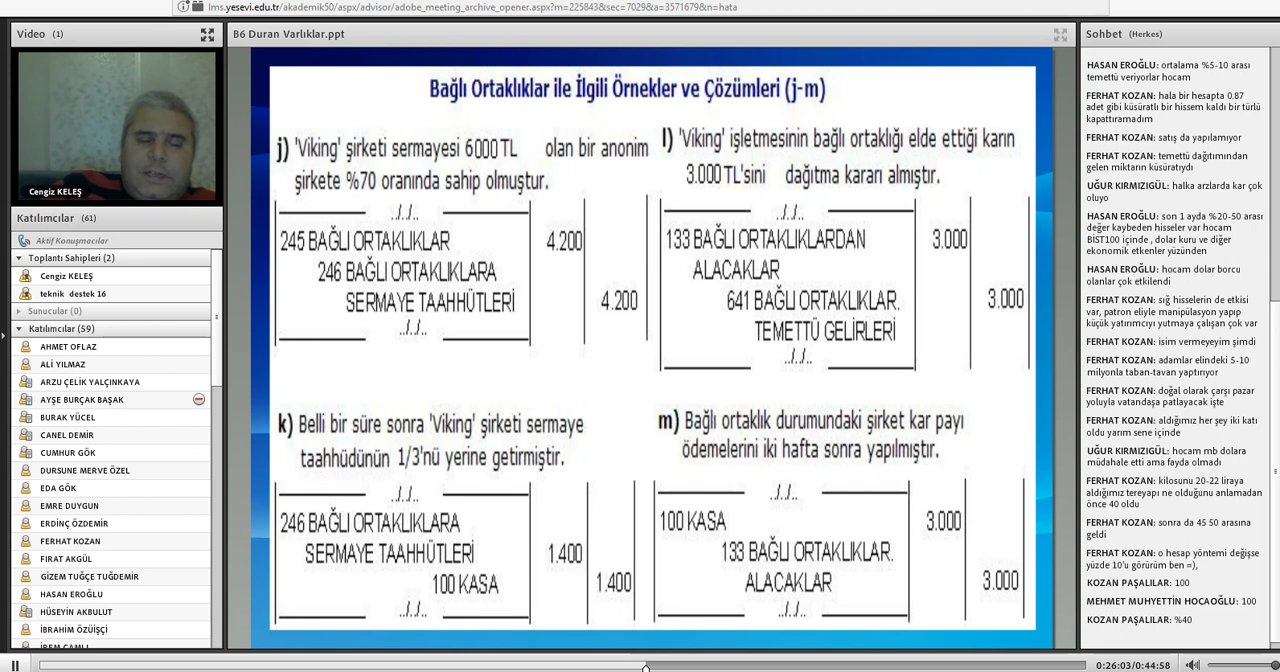 lms.yesevi.edu.tr/akademik50/aspx/advisor/adobe_meeting_archive_opener.aspx?m=225843&sec=7029&a=3571679&n=hata
Video (1)
Cengiz KELEŞ
Katılımcılar (61)
Aktif Konuşmacılar
Toplantı Sahipleri (2)
Cengiz KELEŞ
teknik destek 16
Sunucular (0)
Katılımcılar (59)
AHMET OFLAZ
ALİ YILMAZ
ARZU ÇELİK YALÇINKAYA
AYŞE BURÇAK BAŞAK
BURAK YÜCEL
CANEL DEMİR
CUMHUR GÖK
DURSUNE MERVE ÖZEL
EDA GÖK
EMRE DUYGUN
ERDİNÇ ÖZDEMİR
FERHAT KOZAN
FIRAT AKGÜL
GİZEM TUĞÇE TUĞDEMİR
HASAN EROĞLU
HÜSEYİN AKBULUT
İBRAHİM ÖZÜİŞÇİ
İREM CAMLI
B6 Duran Varlıklar.ppt
Bağlı Ortaklıklar ile İlgili Örnekler ve Çözümleri (j-m)
j) 'Viking' şirketi sermayesi 6000 TL olan bir anonim
şirkete %70 oranında sahip olmuştur.
../../..
245 BAĞLI ORTAKLIKLAR 4.200
246 BAĞLI ORTAKLIKLARA
SERMAYE TAAHHÜTLERİ 4.200
../../..
k) Belli bir süre sonra 'Viking' şirketi sermaye
taahhüdünün 1/3'nü yerine getirmiştir.
../../..
246 BAĞLI ORTAKLIKLARA
SERMAYE TAAHHÜTLERİ 1.400
100 KASA 1.400
../../..
l) 'Viking' işletmesinin bağlı ortaklığı elde ettiği karın
3.000 TL'sini dağıtma kararı almıştır.
../../..
133 BAĞLI ORTAKLIKLARDAN 3.000
ALACAKLAR
641 BAĞLI ORTAKLIKLAR. 3.000
TEMETTÜ GELİRLERİ
../../..
m) Bağlı ortaklık durumundaki şirket kar payı
ödemelerini iki hafta sonra yapılmıştır.
../../..
100 KASA 3.000
133 BAĞLI ORTAKLIKLAR.
ALACAKLAR 3.000
../../..
Sohbet (Herkes)
HASAN EROĞLU: ortalama %5-10 arası
temettü veriyorlar hocam
FERHAT KOZAN: hala bir hesapta 0.87
adet gibi küsüratlı bir hissem kaldı bir türlü
kapattıramadım
FERHAT KOZAN: satış da yapılamıyor
FERHAT KOZAN: temettü dağıtımından
gelen miktarın küsüratıydı
UĞUR KIRMIZIGÜL: halka arzlarda kar çok
oluyo
HASAN EROĞLU: son 1 ayda %20-50 arası
değer kaybeden hisseler var hocam
BİST100 içinde , dolar kuru ve diğer
ekonomik etkenler yüzünden
HASAN EROĞLU: hocam dolar borcu
olanlar çok etkilendi
FERHAT KOZAN: sığ hisselerin de etkisi
var, patron eliyle manipülasyon yapıp
küçük yatırımcıyı yutmaya çalışan çok var
FERHAT KOZAN: isim vermeyeyim şimdi
FERHAT KOZAN: adamlar elindeki 5-10
milyonla taban-tavan yaptırıyor
FERHAT KOZAN: doğal olarak çarşı pazar
yoluyla vatandaşa patlayacak işte
FERHAT KOZAN: aldığımız her şey iki katı
oldu yarım sene içinde
UĞUR KIRMIZIGÜL: hocam mb dolara
müdahale etti ama fayda olmadı
FERHAT KOZAN: kilosunu 20-22 liraya
aldığımız tereyapı ne olduğunu anlamadan
önce 40 oldu
FERHAT KOZAN: sonra da 45 50 arasına
geldi
FERHAT KOZAN: o hesap yöntemi değişse
yüzde 10'u görürüm ben =),
KOZAN PAŞALILAR: 100
MEHMET MUHYETTİN HOCAOĞLU: 100
KOZAN PAŞALILAR: %40
0:26:03/0:44:58